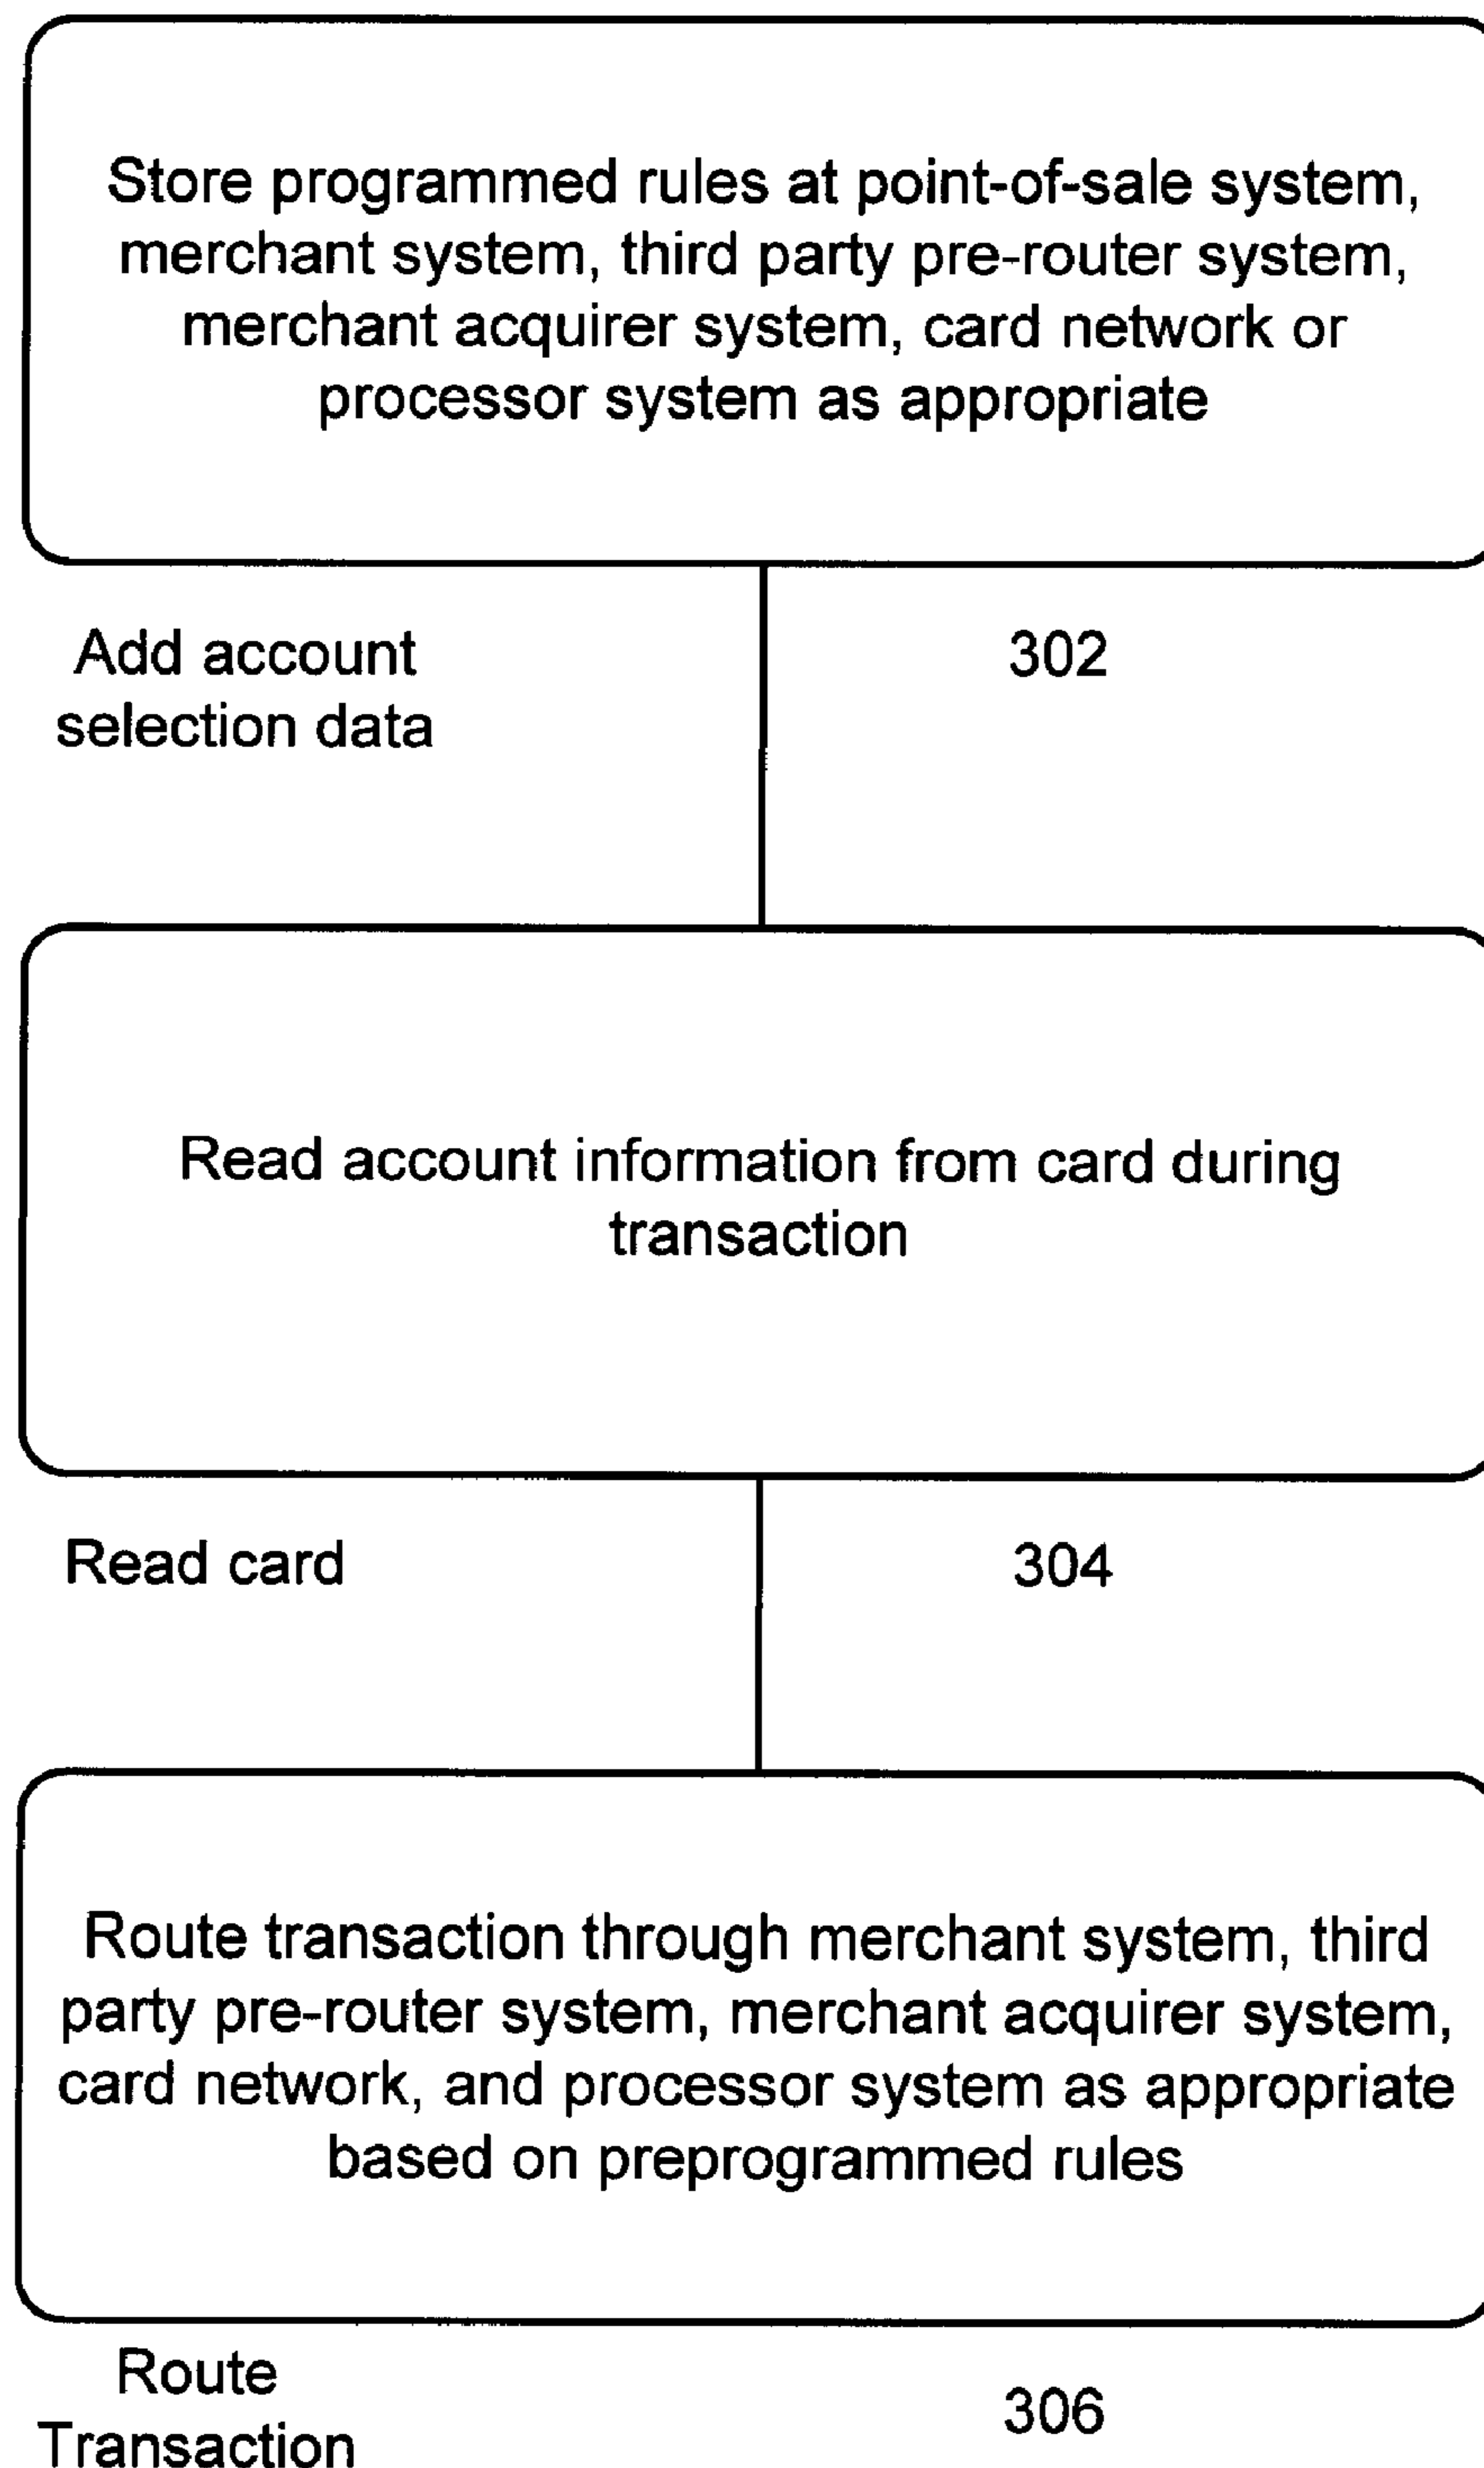 Store programmed rules at point-of-sale system,
merchant system, third party pre-router system,
merchant acquirer system, card network or
processor system as appropriate
Add account
selection data
302
Read account information from card during
transaction
Read card
304
Route transaction through merchant system, third
party pre-router system, merchant acquirer system,
card network, and processor system as appropriate
based on preprogrammed rules
Route
Transaction
306